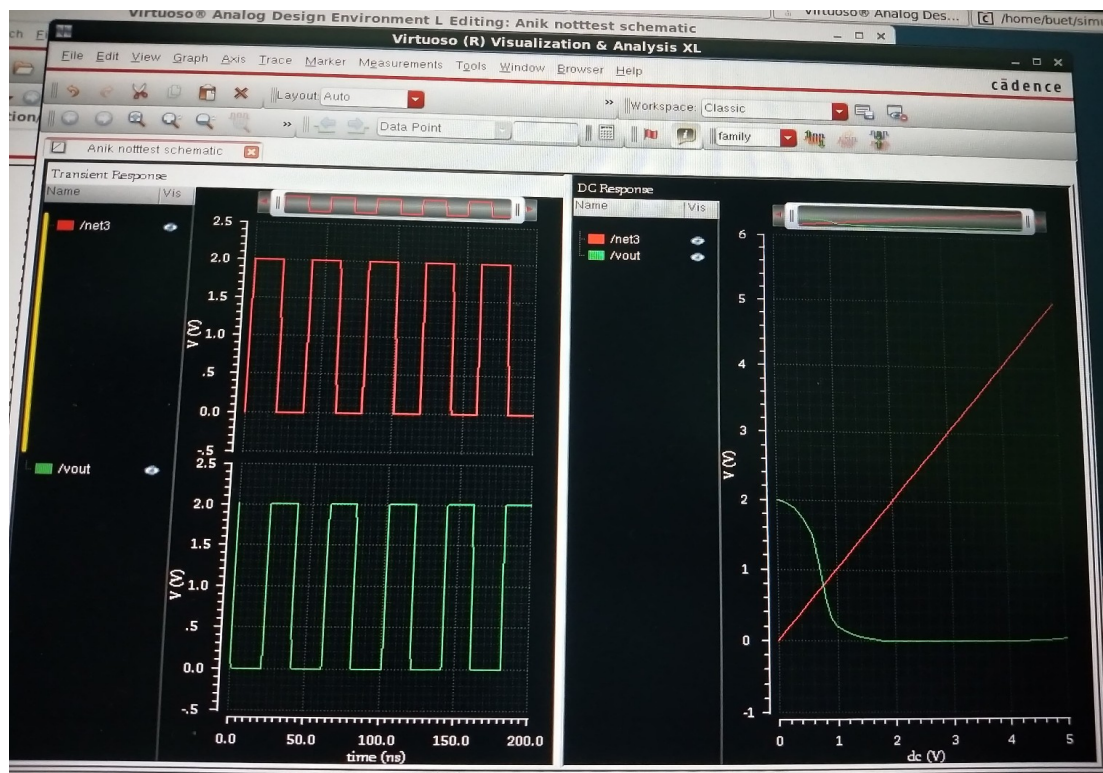 Virtuoso® Analog Design Environment L Editing: Anik notttest schematic
Virtuoso® Analog Des...
/home/buet/simu
Virtuoso (R) Visualization & Analysis XL
File Edit View Graph Axis Trace Marker Measurements Tools Window Browser Help
cādence
Layout: Auto
Workspace: Classic
Data Point
family
Anik notttest schematic
Transient Response
Name Vis
/net3
2.5
2.0
1.5
1.0
.5
0.0
-.5
V (V)
/vout
2.5
2.0
1.5
1.0
.5
0.0
-.5
V (V)
0.0 50.0 100.0 150.0 200.0
time (ns)
DC Response
Name Vis
/net3
/vout
6
5
4
3
2
1
0
-1
V (V)
0 1 2 3 4 5
dc (V)